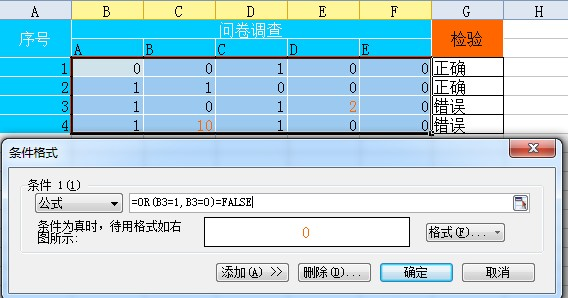 A B C D E F G H
序号 问卷调查 检验
A B C D E
1 0 0 1 0 0 正确
2 1 1 0 0 0 正确
3 1 0 1 2 0 错误
4 1 10 1 0 0 错误
条件格式
条件 1(1)
公式 =OR(B3=1,B3=0)=FALSE
条件为真时，待用格式如右
图所示： 0 格式(F)...
添加(A) >> 删除(D)... 确定 取消